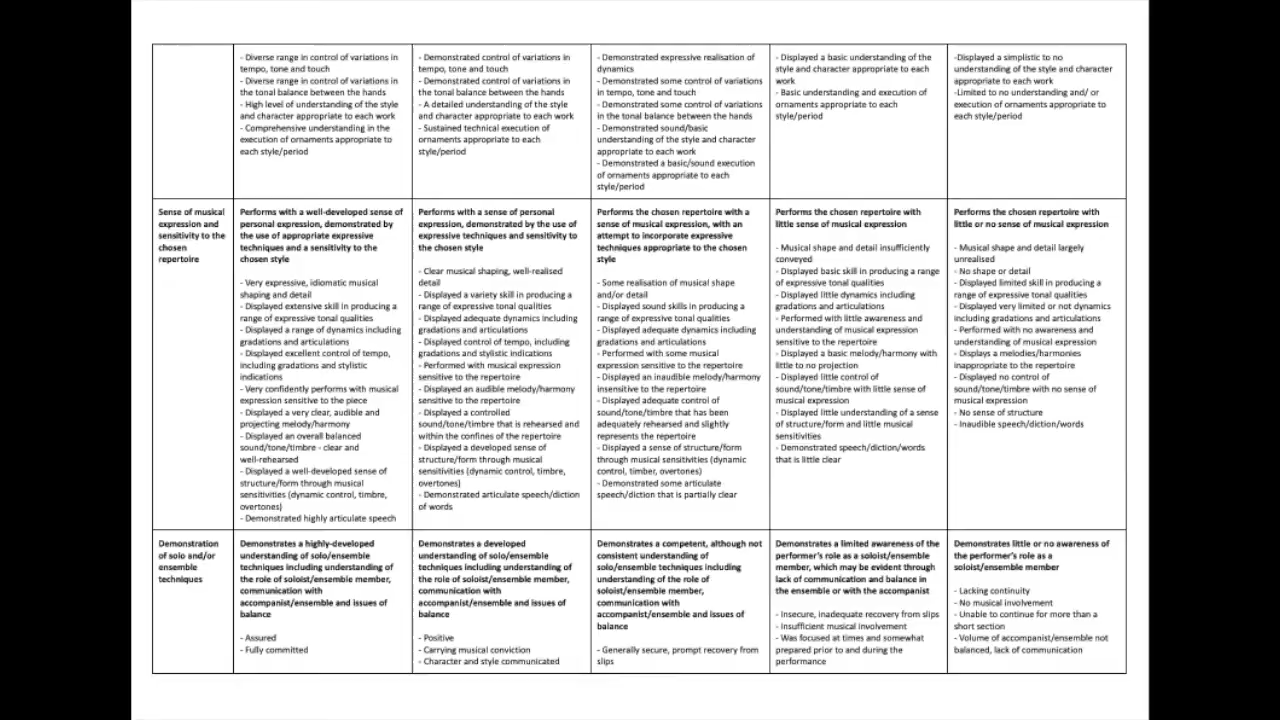 - Diverse range in control of variations in
tempo, tone and touch
- Diverse range in control of variations in
the tonal balance between the hands
- High level of understanding of the style
and character appropriate to each work
- Comprehensive understanding in the
execution of ornaments appropriate to
each style/period
- Demonstrated control of variations in
tempo, tone and touch
- Demonstrated control of variations in
the tonal balance between the hands
- A detailed understanding of the style
and character appropriate to each work
- Sustained technical execution of
ornaments appropriate to each
style/period
- Demonstrated expressive realisation of
dynamics
- Demonstrated some control of variations
in tempo, tone and touch
- Demonstrated some control of variations
in the tonal balance between the hands
- Demonstrated sound/basic
understanding of the style and character
appropriate to each work
- Demonstrated a basic/sound execution
of ornaments appropriate to each
style/period
- Displayed a basic understanding of the
style and character appropriate to each
work
- Basic understanding and execution of
ornaments appropriate to each
style/period
-Displayed a simplistic to no
understanding of the style and character
appropriate to each work
-Limited to no understanding and/ or
execution of ornaments appropriate to
each style/period
Sense of musical
expression and
sensitivity to the
chosen
repertoire
Performs with a well-developed sense of
personal expression, demonstrated by
the use of appropriate expressive
techniques and a sensitivity to the
chosen style
- Very expressive, idiomatic musical
shaping and detail
- Displayed extensive skill in producing a
range of expressive tonal qualities
- Displayed a range of dynamics including
gradations and articulations
- Displayed excellent control of tempo,
including gradations and stylistic
indications
- Very confidently performs with musical
expression sensitive to the piece
- Displayed a very clear, audible and
projecting melody/harmony
- Displayed an overall balanced
sound/tone/timbre - clear and
well-rehearsed
- Displayed a well-developed sense of
structure/form through musical
sensitivities (dynamic control, timbre,
overtones)
- Demonstrated highly articulate speech
Performs with a sense of personal
expression, demonstrated by the use of
expressive techniques and sensitivity to
the chosen style
- Clear musical shaping, well-realised
detail
- Displayed a variety skill in producing a
range of expressive tonal qualities
- Displayed adequate dynamics including
gradations and articulations
- Displayed control of tempo, including
gradations and stylistic indications
- Performed with musical expression
sensitive to the repertoire
- Displayed an audible melody/harmony
sensitive to the repertoire
- Displayed a controlled
sound/tone/timbre that is rehearsed and
within the confines of the repertoire
- Displayed a developed sense of
structure/form through musical
sensitivities (dynamic control, timbre,
overtones)
- Demonstrated articulate speech/diction
of words
Performs the chosen repertoire with a
sense of musical expression, with an
attempt to incorporate expressive
techniques appropriate to the chosen
style
- Some realisation of musical shape
and/or detail
- Displayed sound skills in producing a
range of expressive tonal qualities
- Displayed adequate dynamics including
gradations and articulations
- Performed with some musical
expression sensitive to the repertoire
- Displayed an inaudible melody/harmony
insensitive to the repertoire
- Displayed adequate control of
sound/tone/timbre that has been
adequately rehearsed and slightly
represents the repertoire
- Displayed a sense of structure/form
through musical sensitivities (dynamic
control, timber, overtones)
- Demonstrated some articulate
speech/diction that is partially clear
Performs the chosen repertoire with
little sense of musical expression
- Musical shape and detail insufficiently
conveyed
- Displayed basic skill in producing a range
of expressive tonal qualities
- Displayed little dynamics including
gradations and articulations
- Performed with little awareness and
understanding of musical expression
sensitive to the repertoire
- Displayed a basic melody/harmony with
little to no projection
- Displayed little control of
sound/tone/timbre with little sense of
musical expression
- Displayed little understanding of a sense
of structure/form and little musical
sensitivities
- Demonstrated speech/diction/words
that is little clear
Performs the chosen repertoire with
little or no sense of musical expression
- Musical shape and detail largely
unrealised
- No shape or detail
- Displayed limited skill in producing a
range of expressive tonal qualities
- Displayed very limited or not dynamics
including gradations and articulations
- Performed with no awareness and
understanding of musical expression
- Displays a melodies/harmonies
inappropriate to the repertoire
- Displayed no control of
sound/tone/timbre with no sense of
musical expression
- No sense of structure
- Inaudible speech/diction/words
Demonstration
of solo and/or
ensemble
techniques
Demonstrates a highly-developed
understanding of solo/ensemble
techniques including understanding of
the role of soloist/ensemble member,
communication with
accompanist/ensemble and issues of
balance
- Assured
- Fully committed
Demonstrates a developed
understanding of solo/ensemble
techniques including understanding of
the role of soloist/ensemble member,
communication with
accompanist/ensemble and issues of
balance
- Positive
- Carrying musical conviction
- Character and style communicated
Demonstrates a competent, although not
consistent understanding of
solo/ensemble techniques including
understanding of the role of
soloist/ensemble member,
communication with
accompanist/ensemble and issues of
balance
- Generally secure, prompt recovery from
slips
Demonstrates a limited awareness of the
performer's role as a soloist/ensemble
member, which may be evident through
lack of communication and balance in
the ensemble or with the accompanist
- Insecure, inadequate recovery from slips
- Insufficient musical involvement
- Was focused at times and somewhat
prepared prior to and during the
performance
Demonstrates little or no awareness of
the performer's role as a
soloist/ensemble member
- Lacking continuity
- No musical involvement
- Unable to continue for more than a
short section
- Volume of accompanist/ensemble not
balanced, lack of communication